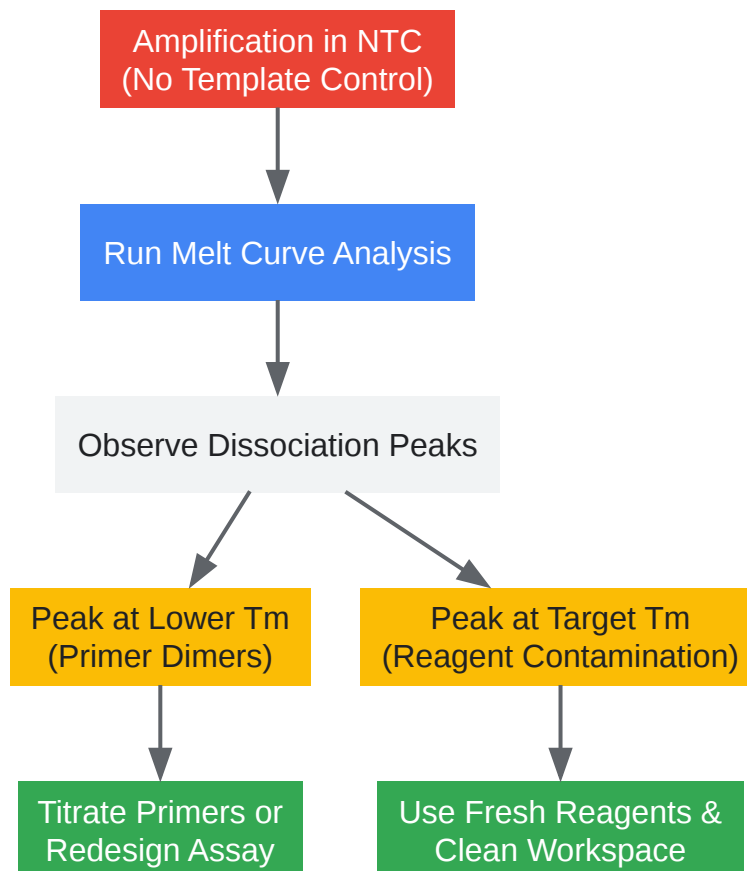 Amplification in NTC
(No Template Control)
Run Melt Curve Analysis
Observe Dissociation Peaks
Peak at Lower Tm
(Primer Dimers)
Peak at Target Tm
(Reagent Contamination)
Titrate Primers or
Redesign Assay
Use Fresh Reagents &
Clean Workspace